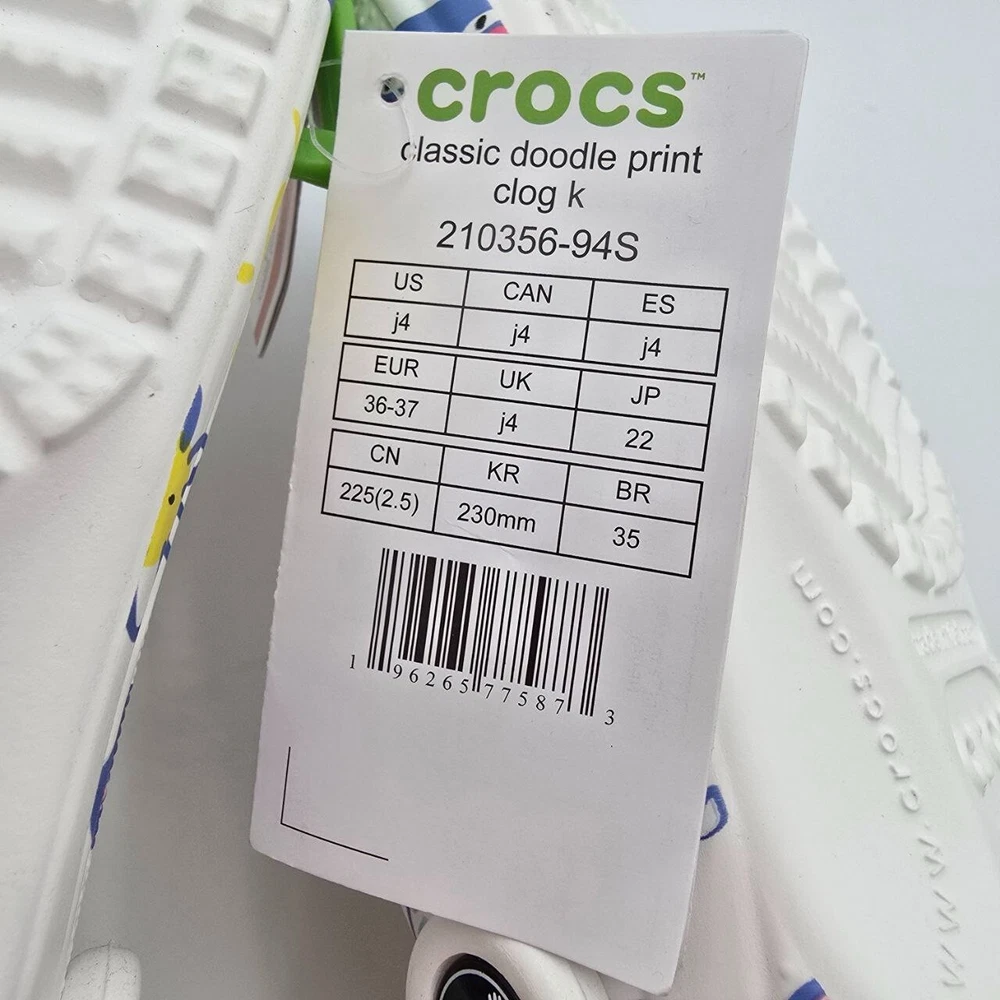 crocs™
classic doodle print
clog k
210356-94S
US CAN ES
j4 j4 j4
EUR UK JP
36-37 j4 22
CN KR BR
225(2.5) 230mm 35
1 96265 77587 3
www.crocs.com